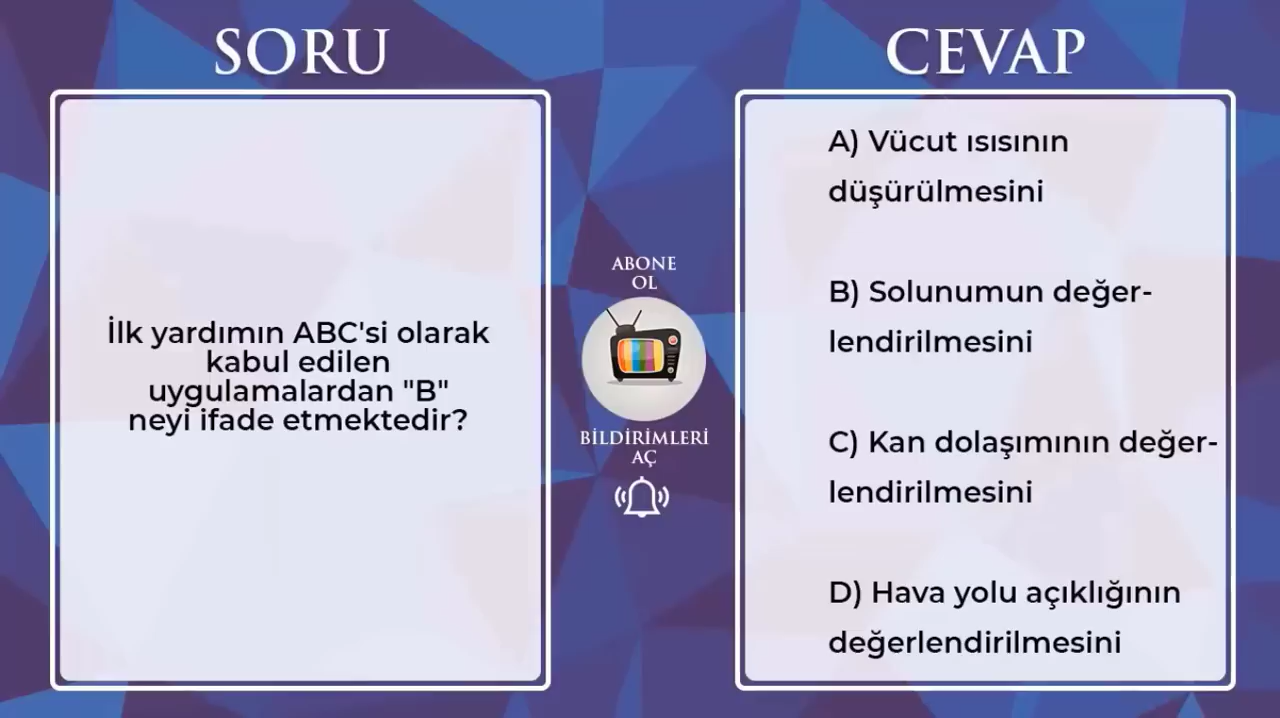 SORU
İlk yardımın ABC'si olarak
kabul edilen
uygulamalardan "B"
neyi ifade etmektedir?
ABONE
OL
BİLDİRİMLERİ
AÇ
CEVAP
A) Vücut ısısının
düşürülmesini
B) Solunumun değer-
lendirilmesini
C) Kan dolaşımının değer-
lendirilmesini
D) Hava yolu açıklığının
değerlendirilmesini